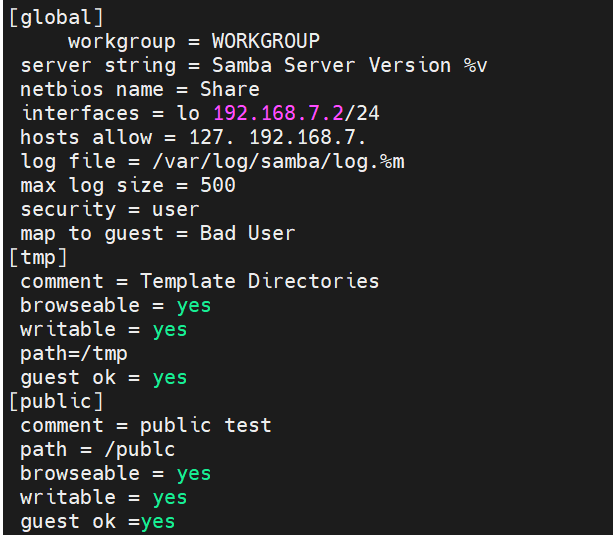 [global]
workgroup = WORKGROUP
server string = Samba Server Version %v
netbios name = Share
interfaces = lo 192.168.7.2/24
hosts allow = 127. 192.168.7.
log file = /var/log/samba/log.%m
max log size = 500
security = user
map to guest = Bad User
[tmp]
comment = Template Directories
browseable = yes
writable = yes
path=/tmp
guest ok = yes
[public]
comment = public test
path = /publc
browseable = yes
writable = yes
guest ok =yes